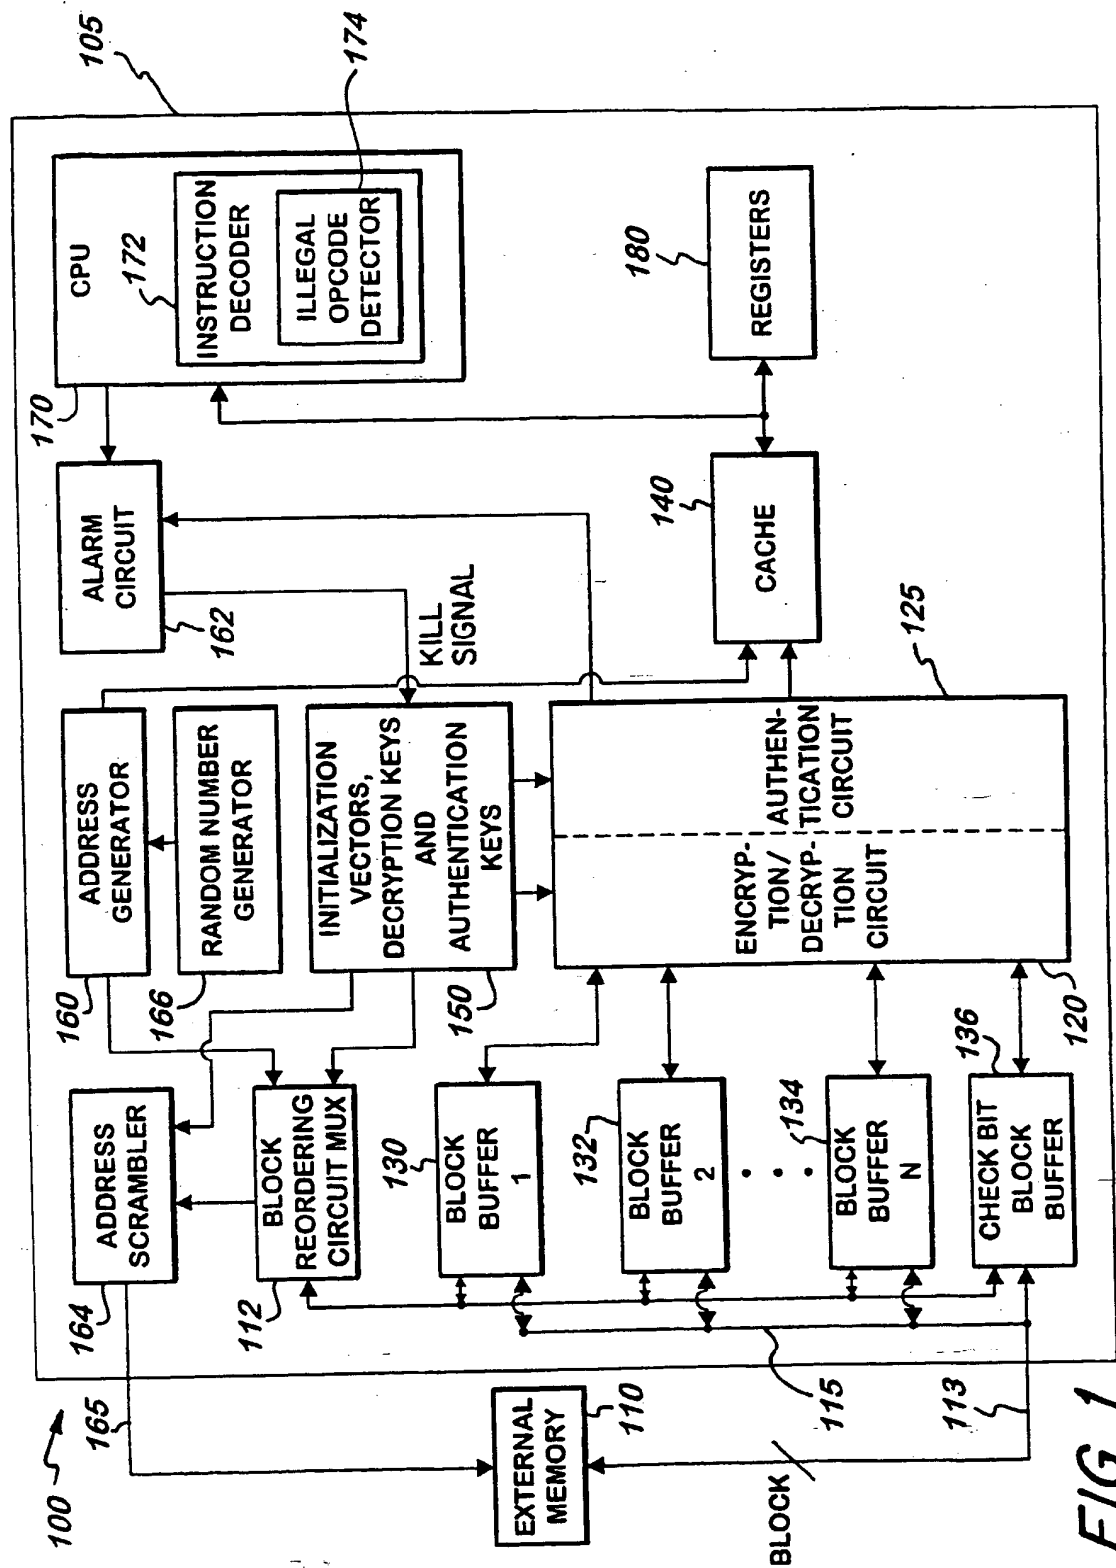 100
105
165
164
ADDRESS
SCRAMBLER
160
ADDRESS
GENERATOR
162
ALARM
CIRCUIT
170
CPU
172
INSTRUCTION
DECODER
ILLEGAL
OPCODE
DETECTOR
174
166
RANDOM NUMBER
GENERATOR
112
BLOCK
REORDERING
CIRCUIT MUX
150
INITIALIZATION
VECTORS,
DECRYPTION KEYS
AND
AUTHENTICATION
KEYS
KILL
SIGNAL
EXTERNAL
MEMORY
110
130
BLOCK
BUFFER
1
132
BLOCK
BUFFER
2
134
BLOCK
BUFFER
N
136
CHECK BIT
BLOCK
BUFFER
ENCRYP-
TION/
DECRYP-
TION
CIRCUIT
120
AUTHEN-
TICATION
CIRCUIT
125
140
CACHE
180
REGISTERS
115
113
BLOCK
FIG. 1